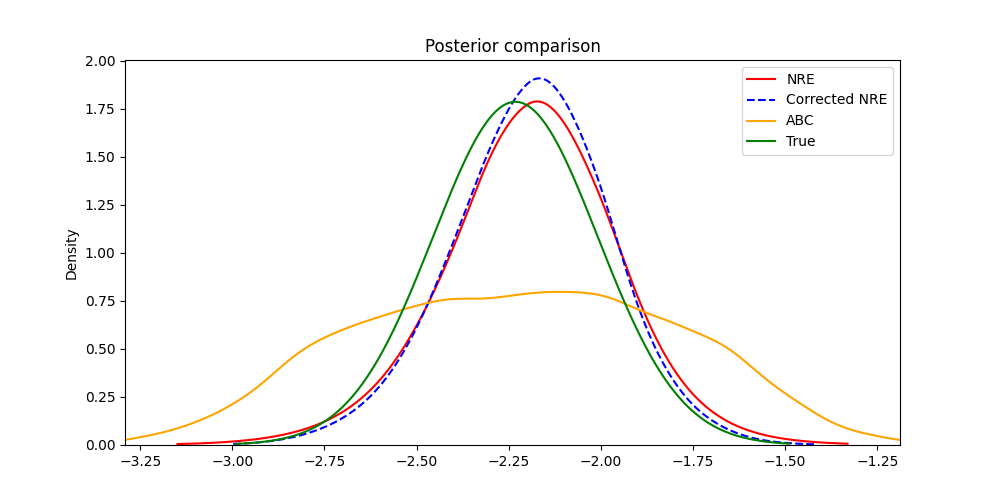 Posterior comparison
2.00
1.75
1.50
1.25
1.00
0.75
0.50
0.25
0.00
Density
NRE
Corrected NRE
ABC
True
−3.25 −3.00 −2.75 −2.50 −2.25 −2.00 −1.75 −1.50 −1.25